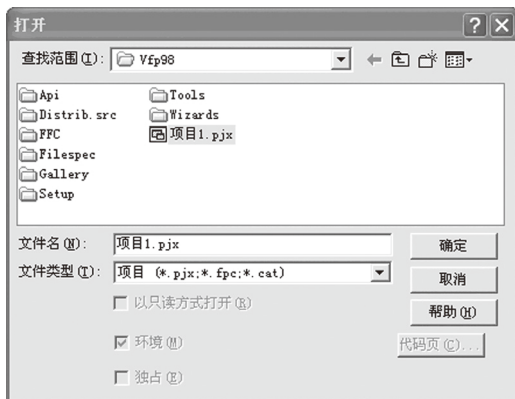 打开
查找范围(I): Vfp98
Api
Distrib.src
FFC
Filespec
Gallery
Setup
Tools
Wizards
项目1.pjx
文件名(N): 项目1.pjx 确定
文件类型(T): 项目 (*.pjx;*.fpc;*.cat) 取消
以只读方式打开(R) 帮助(H)
环境(M) 代码页(C)...
独占(E)